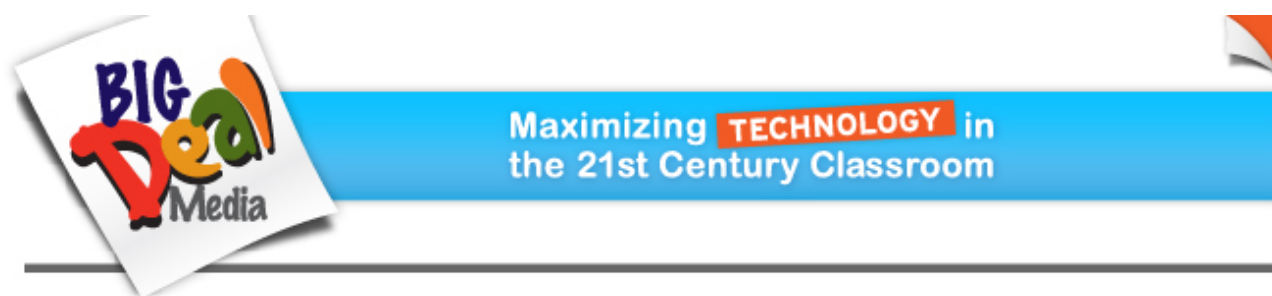 BIG
Deal
Media
Maximizing TECHNOLOGY in
the 21st Century Classroom